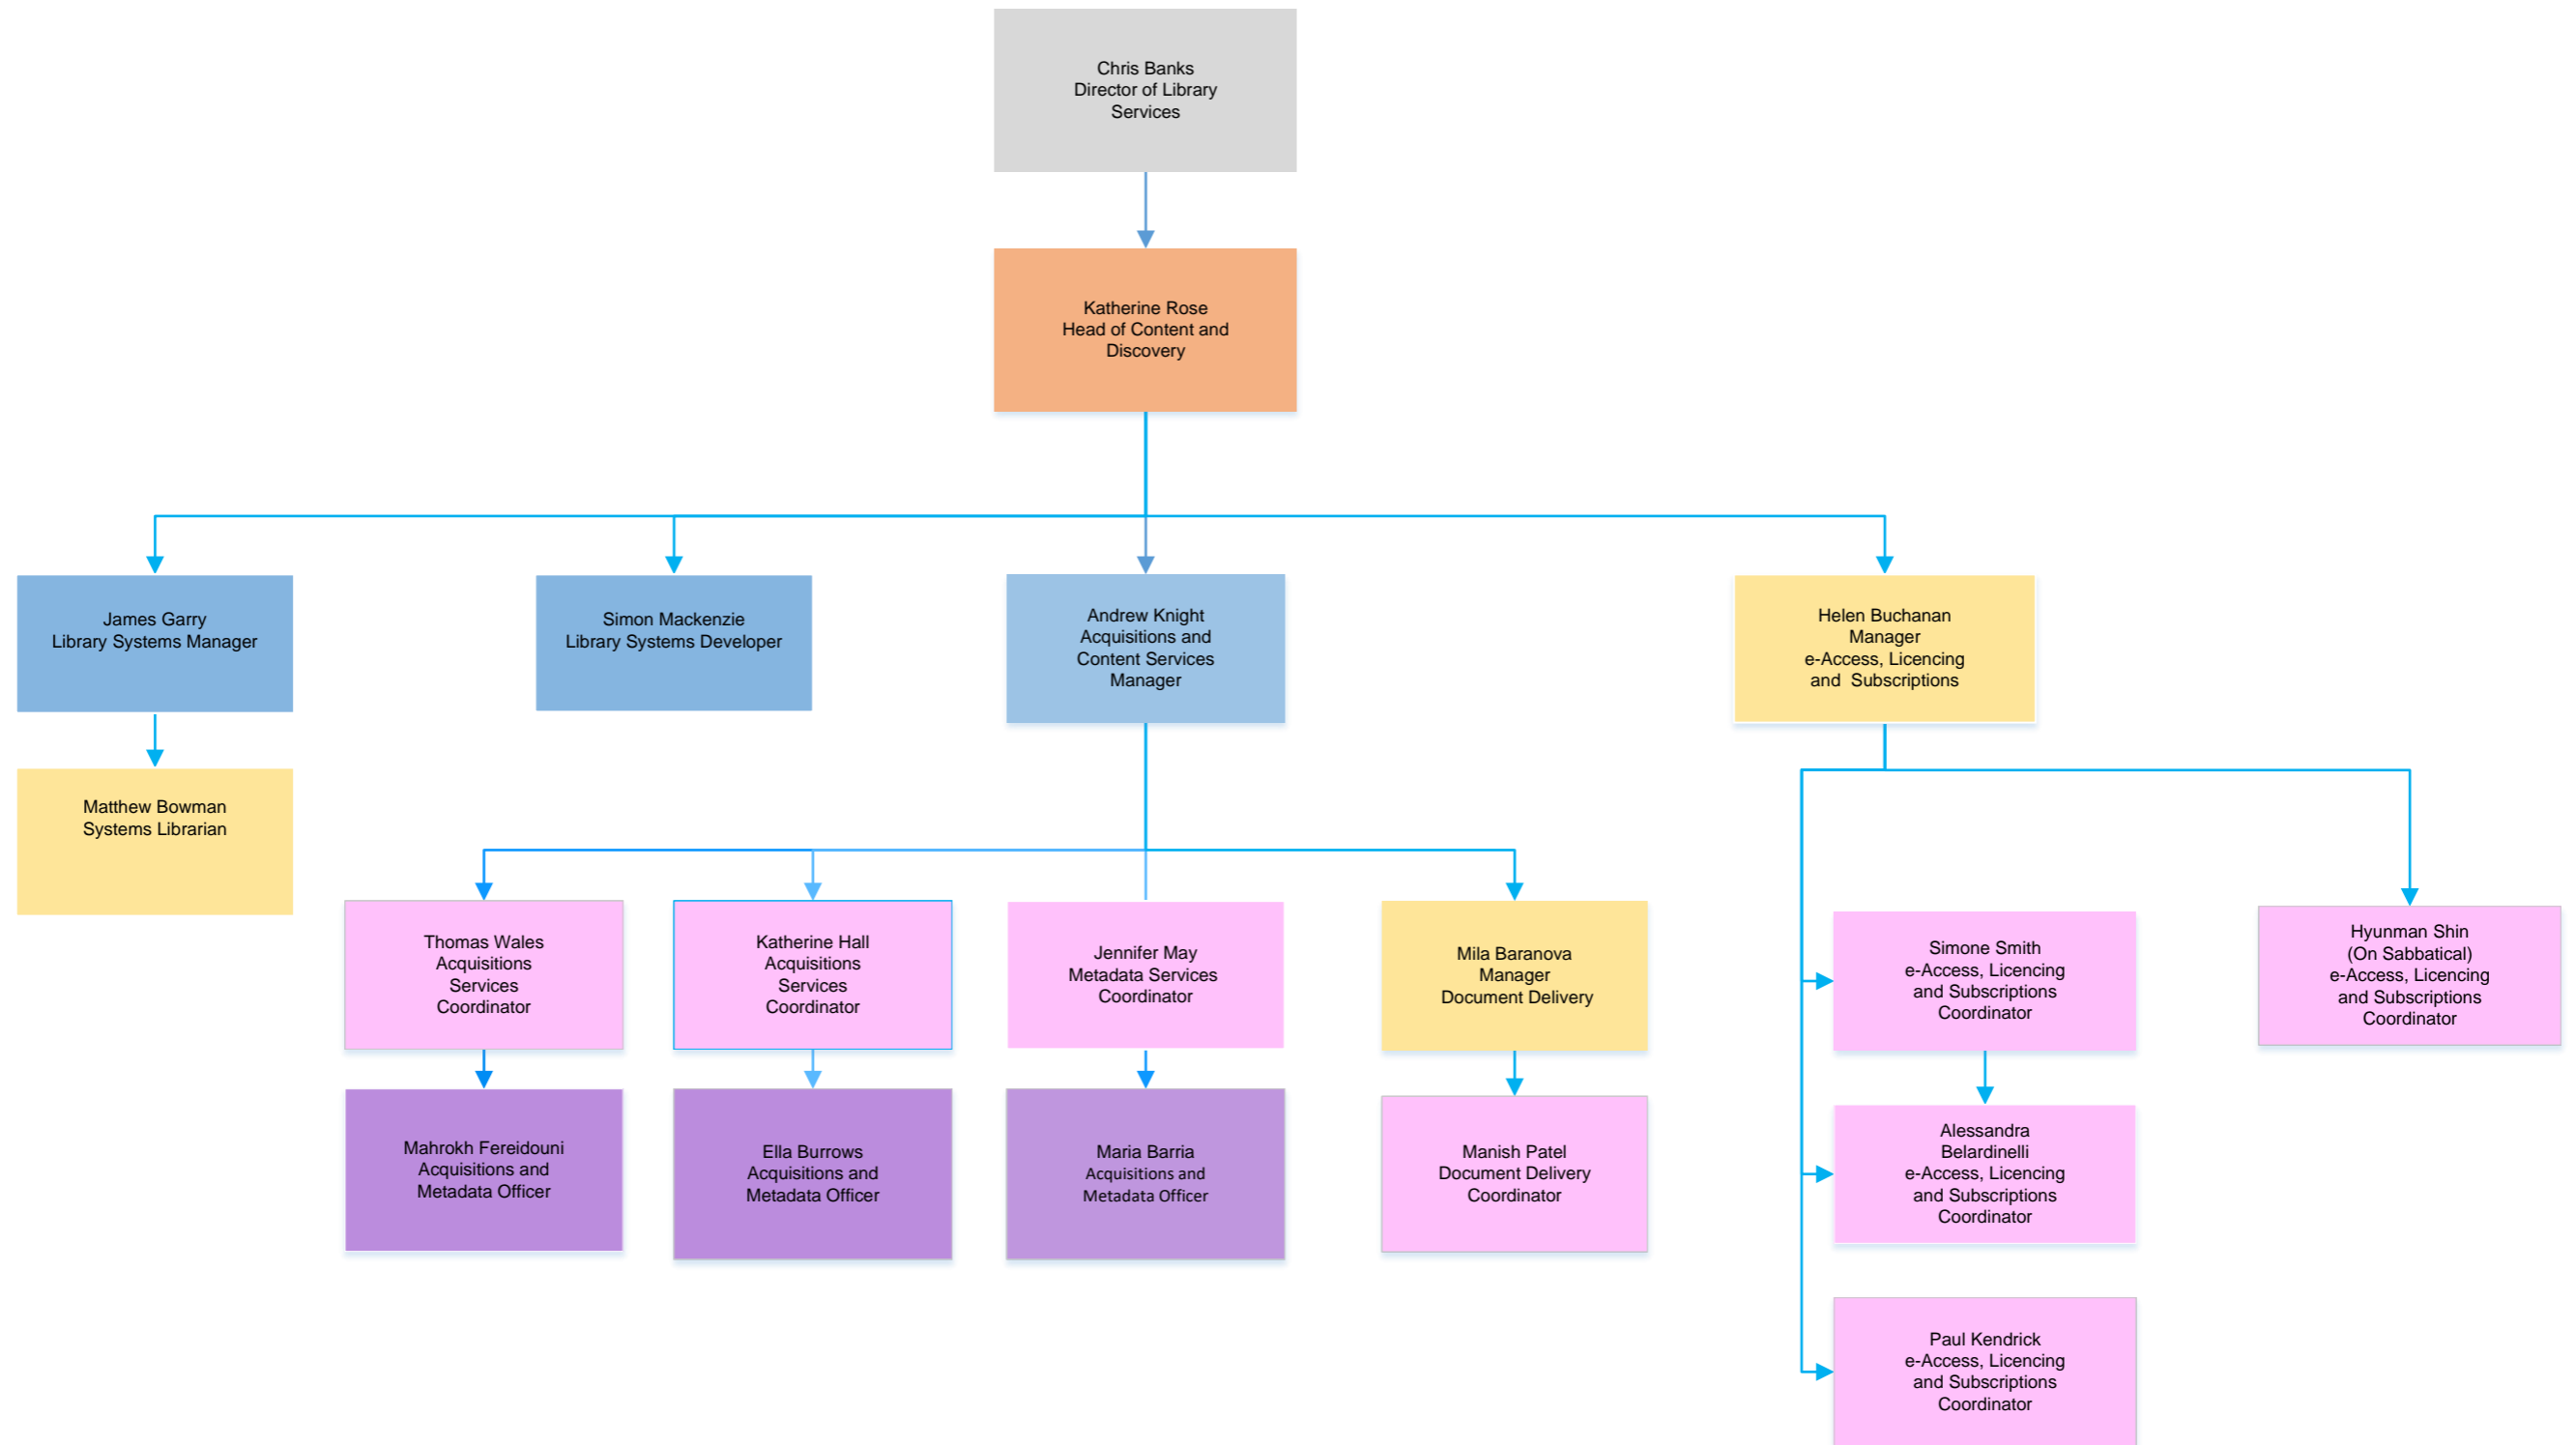 Chris Banks
Director of Library
Services
Katherine Rose
Head of Content and
Discovery
James Garry
Library Systems Manager
Simon Mackenzie
Library Systems Developer
Andrew Knight
Acquisitions and
Content Services
Manager
Helen Buchanan
Manager
e-Access, Licencing
and  Subscriptions
Matthew Bowman
Systems Librarian
Thomas Wales
Acquisitions
Services
Coordinator
Katherine Hall
Acquisitions
Services
Coordinator
Jennifer May
Metadata Services
Coordinator
Mila Baranova
Manager
Document Delivery
Simone Smith
e-Access, Licencing
and Subscriptions
Coordinator
Hyunman Shin
(On Sabbatical)
e-Access, Licencing
and Subscriptions
Coordinator
Mahrokh Fereidouni
Acquisitions and
Metadata Officer
Ella Burrows
Acquisitions and
Metadata Officer
Maria Barria
Acquisitions and
Metadata Officer
Manish Patel
Document Delivery
Coordinator
Alessandra
Belardinelli
e-Access, Licencing
and Subscriptions
Coordinator
Paul Kendrick
e-Access, Licencing
and Subscriptions
Coordinator